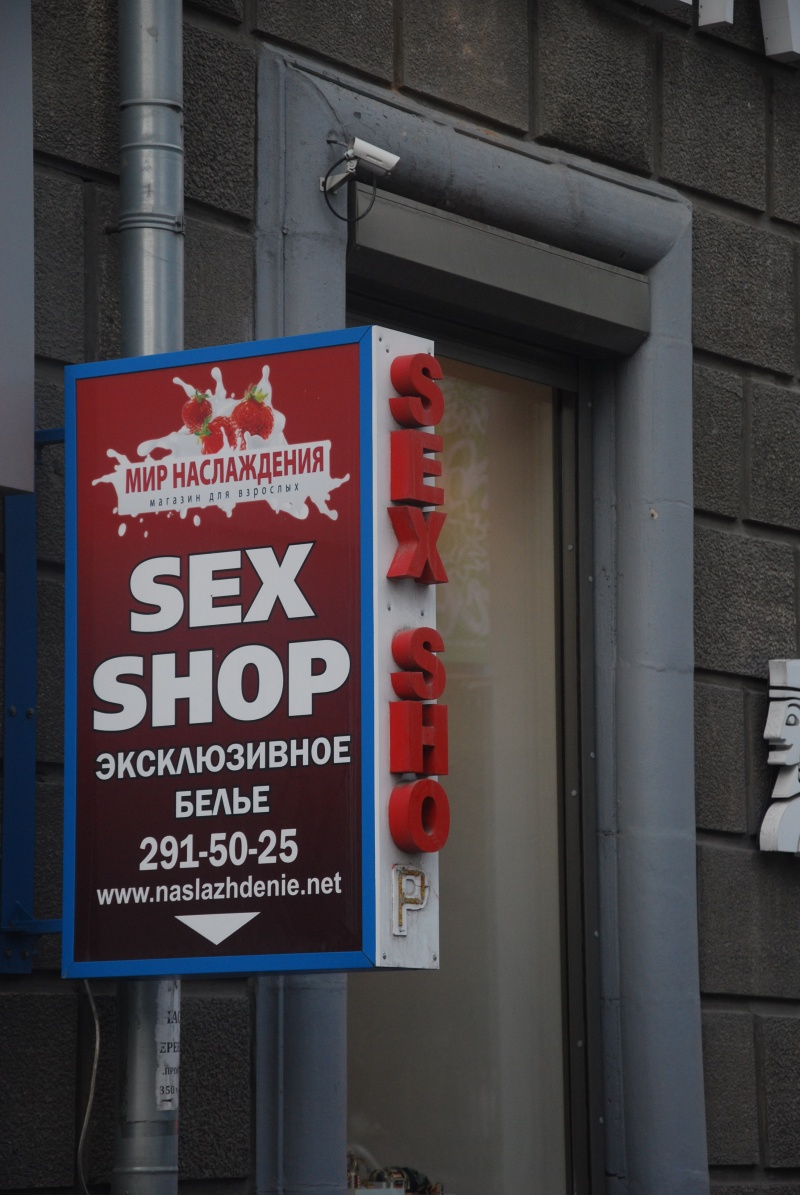 МИР НАСЛАЖДЕНИЯ
магазин для взрослых
SEX
SHOP
ЭКСКЛЮЗИВНОЕ
БЕЛЬЕ
291-50-25
www.naslazhdenie.net
SEX SHOP